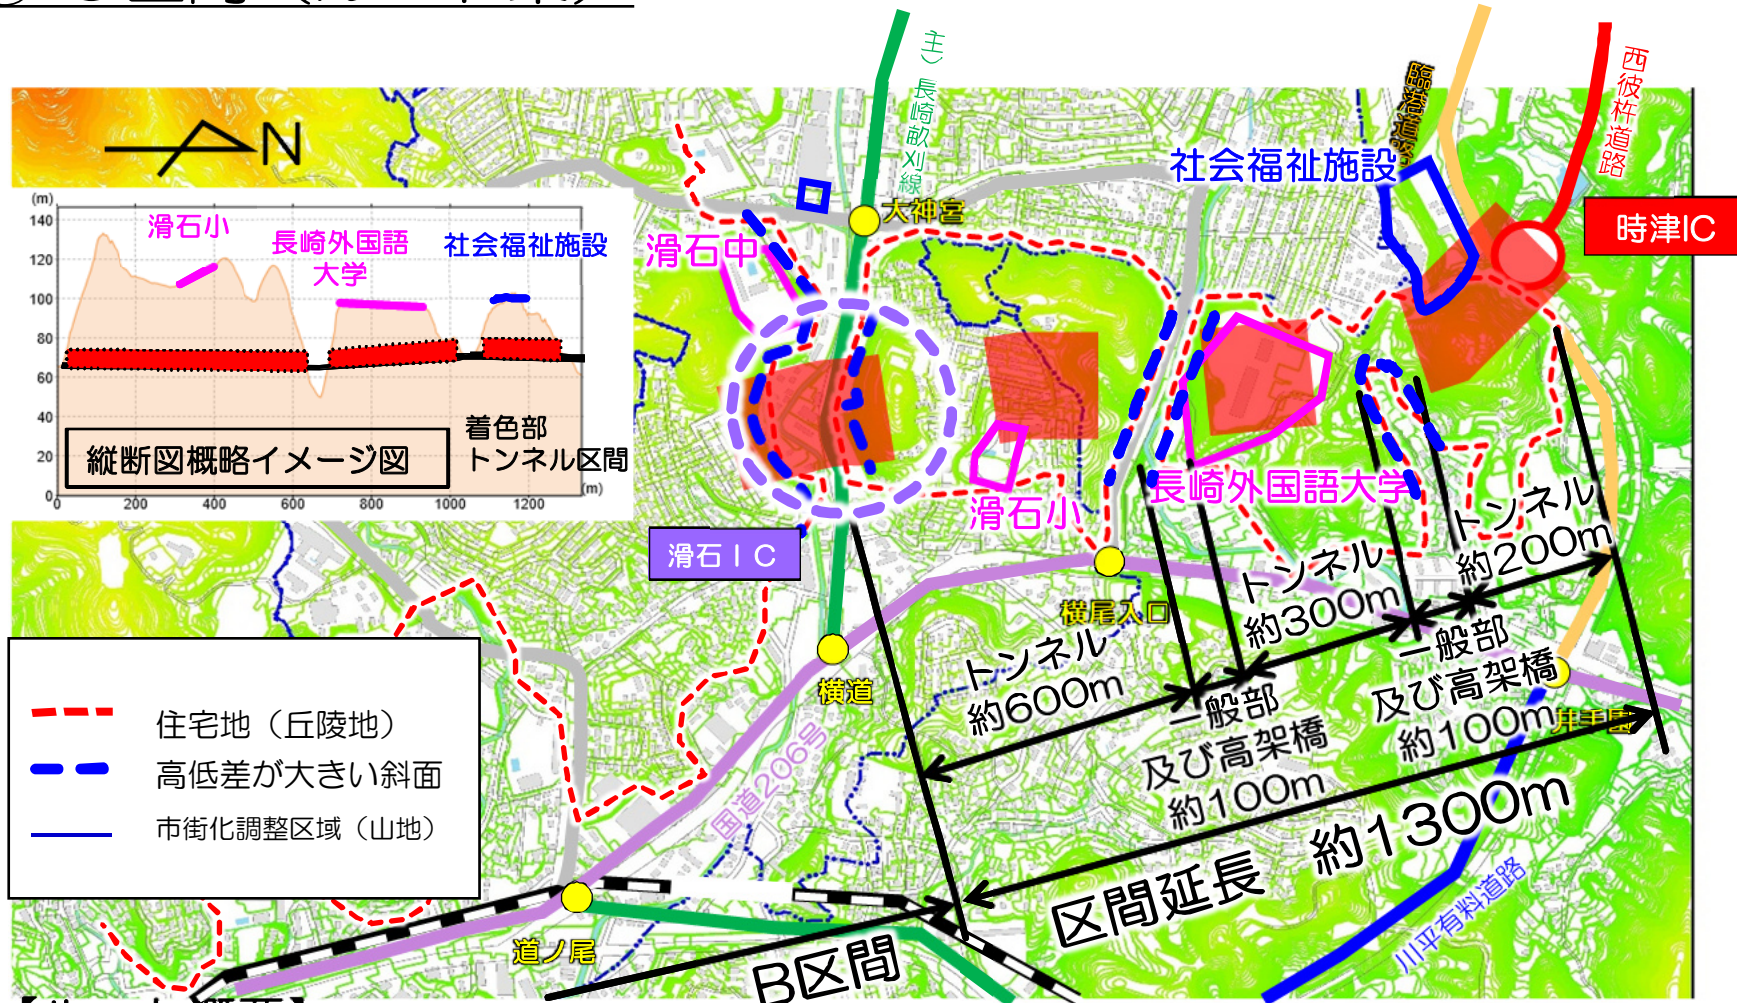 主）長崎畝刈線
臨港道路
西彼杵道路
N
社会福祉施設
時津IC
大神宮
滑石中
(m)
140
120
100
80
60
40
20
0
滑石小
長崎外国語
大学
社会福祉施設
縦断図概略イメージ図
着色部
トンネル区間
0 200 400 600 800 1000 1200 (m)
滑石IC
滑石小
長崎外国語大学
横尾入口
横道
井手園
道ノ尾
国道206号
川平有料道路
トンネル
約600m
一般部
及び高架橋
約100m
トンネル
約300m
一般部
及び高架橋
約100m
トンネル
約200m
区間延長 約1300m
B区間
住宅地（丘陵地）
高低差が大きい斜面
市街化調整区域（山地）